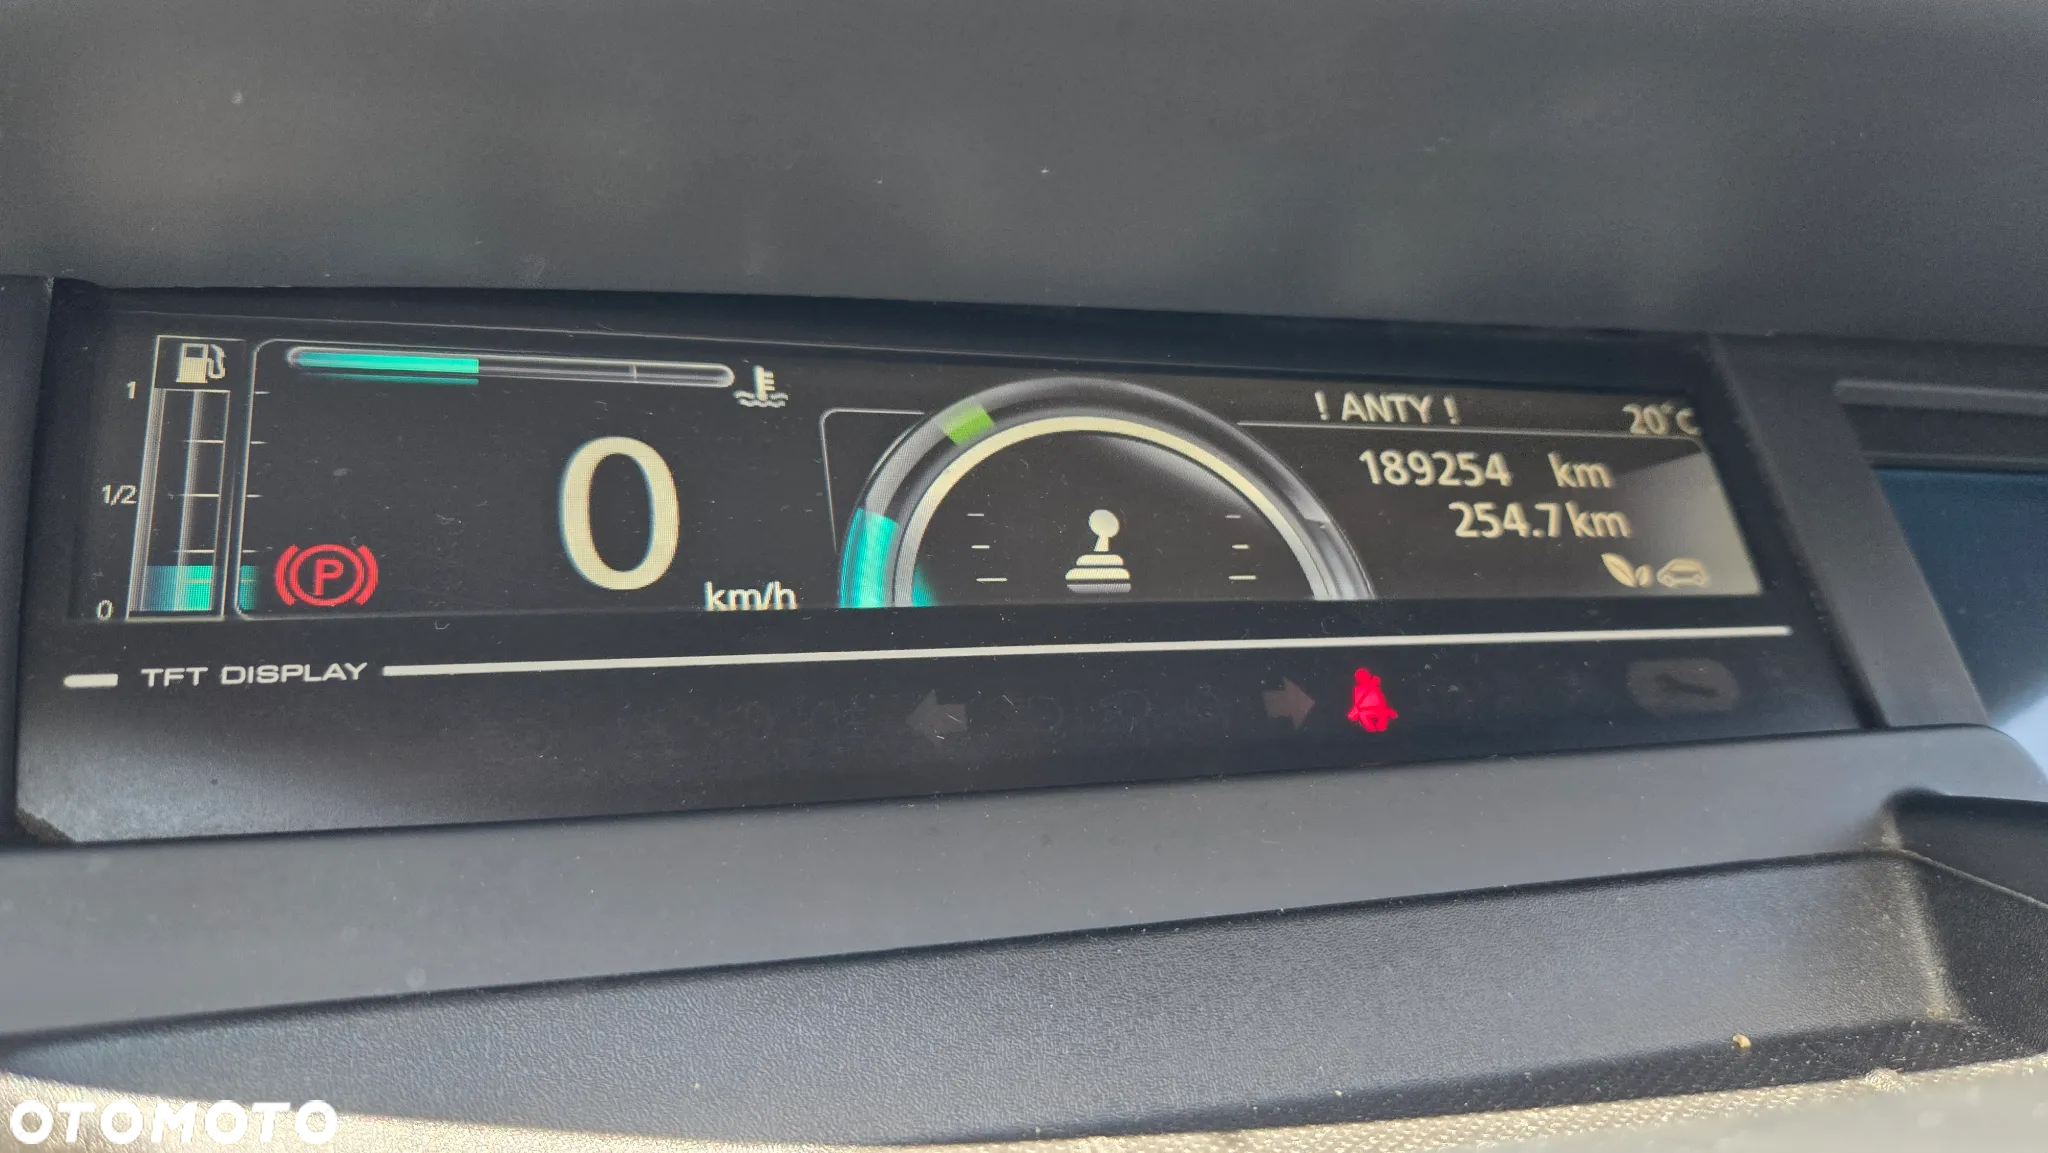 1
1/2
0
P
0
km/h
! ANTY !
20°C
189254 km
254.7 km
TFT DISPLAY
OTOMOTO